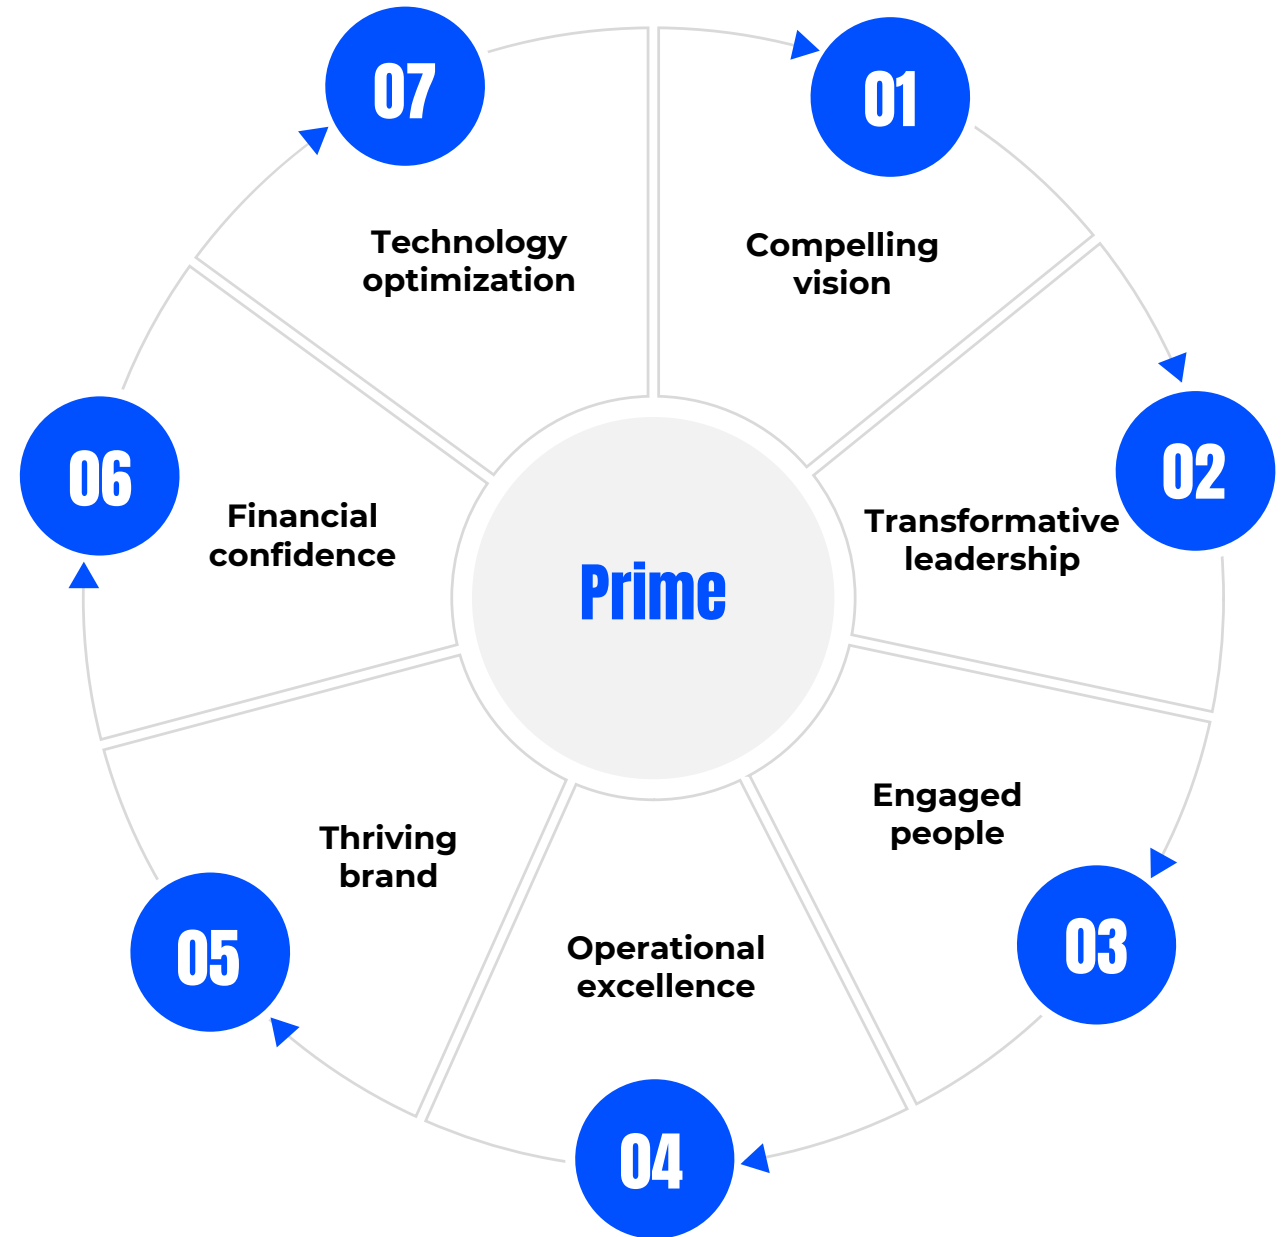 01
Compelling
vision
02
Transformative
leadership
03
Engaged
people
04
Operational
excellence
05
Thriving
brand
06
Financial
confidence
07
Technology
optimization
Prime